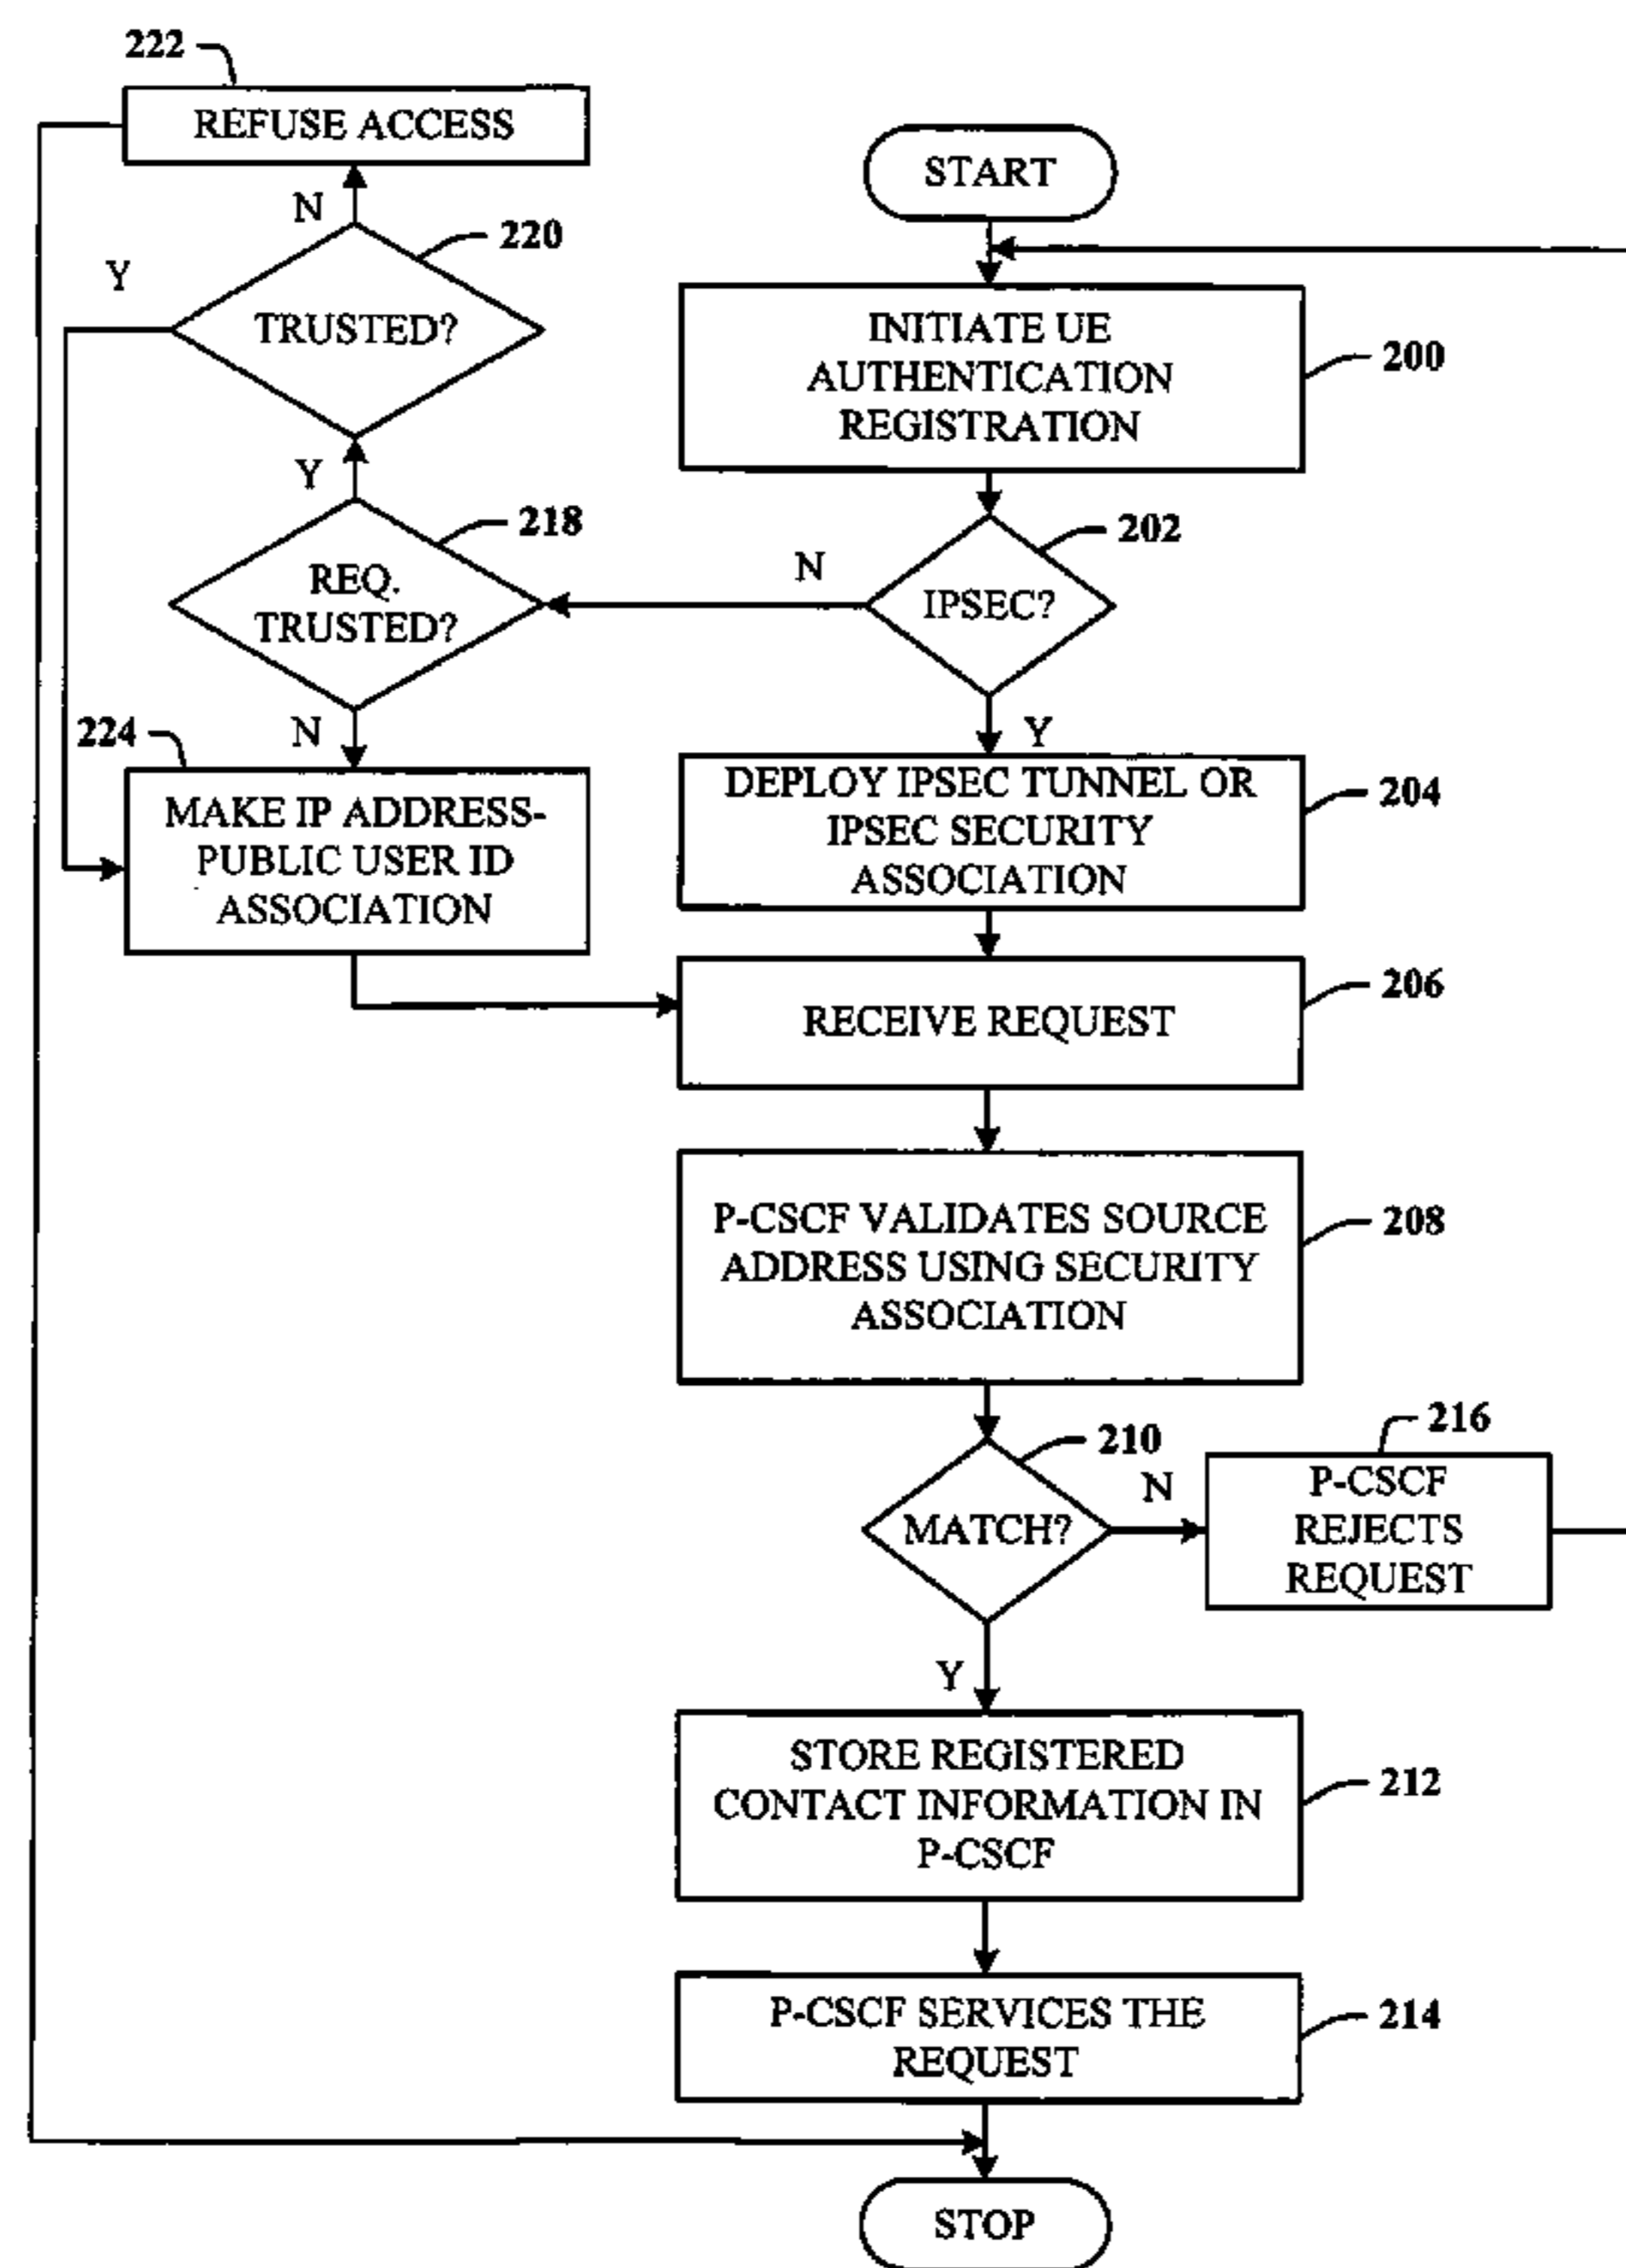 222
REFUSE ACCESS
N
220
Y
TRUSTED?
Y
218
REQ.
TRUSTED?
N
224
MAKE IP ADDRESS-
PUBLIC USER ID
ASSOCIATION
START
INITIATE UE
AUTHENTICATION
REGISTRATION
200
202
N
IPSEC?
Y
DEPLOY IPSEC TUNNEL OR
IPSEC SECURITY
ASSOCIATION
204
RECEIVE REQUEST
206
P-CSCF VALIDATES SOURCE
ADDRESS USING SECURITY
ASSOCIATION
208
210
MATCH?
N
216
P-CSCF
REJECTS
REQUEST
Y
STORE REGISTERED
CONTACT INFORMATION IN
P-CSCF
212
P-CSCF SERVICES THE
REQUEST
214
STOP